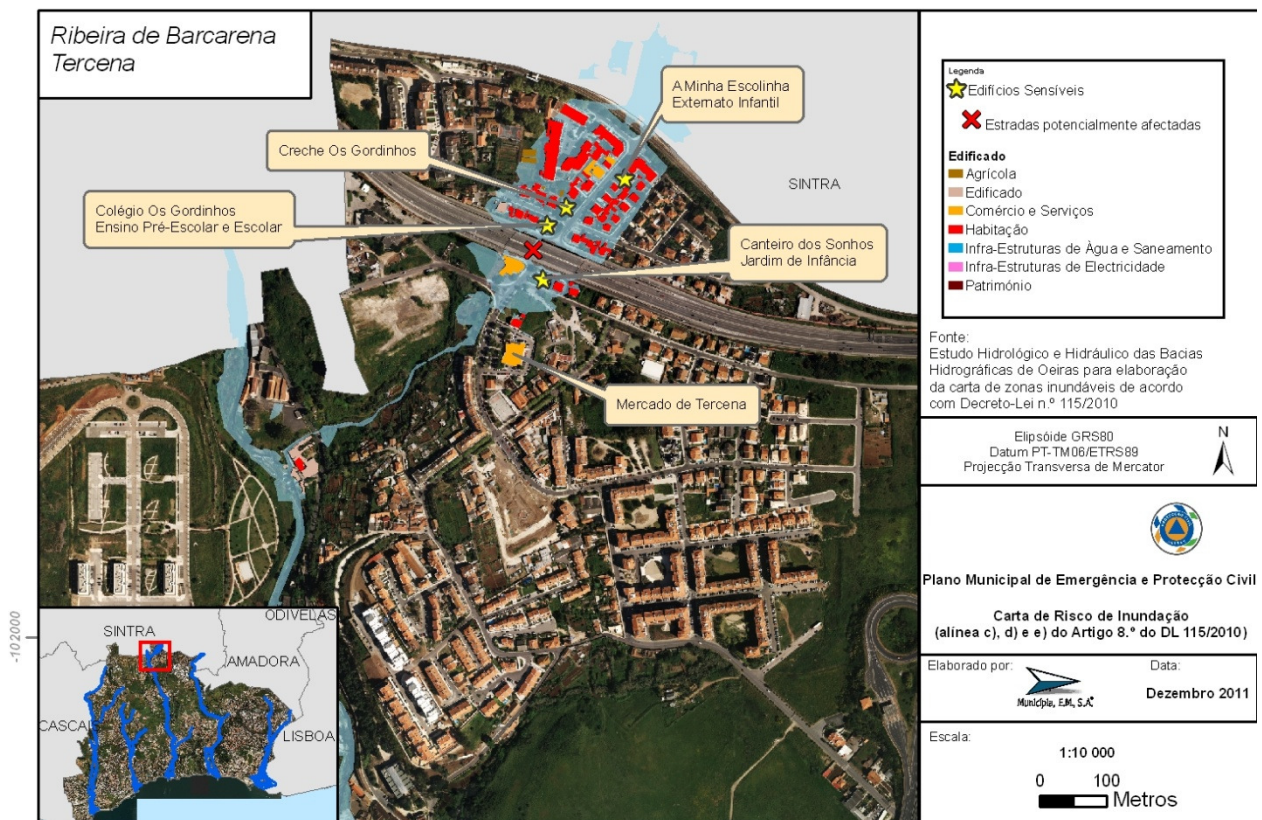 Ribeira de Barcarena
Tercena
A Minha Escolinha
Externato Infantil
Creche Os Gordinhos
SINTRA
Colégio Os Gordinhos
Ensino Pré-Escolar e Escolar
Canteiro dos Sonhos
Jardim de Infância
Mercado de Tercena
-102000
SINTRA
ODIVELAS
AMADORA
CASCAI
LISBOA
Legenda
Edifícios Sensíveis
Estradas potencialmente afectadas
Edificado
Agrícola
Edificado
Comércio e Serviços
Habitação
Infra-Estruturas de Àgua e Saneamento
Infra-Estruturas de Electricidade
Património
Fonte:
Estudo Hidrológico e Hidráulico das Bacias
Hidrográficas de Oeiras para elaboração
da carta de zonas inundáveis de acordo
com Decreto-Lei n.º 115/2010
Elipsóide GRS80
Datum PT-TM06/ETRS89
Projecção Transversa de Mercator
N
Plano Municipal de Emergência e Protecção Civil
Carta de Risco de Inundação
(alínea c), d) e e) do Artigo 8.º do DL 115/2010)
Elaborado por:
Municípia, E.M., S.A.
Data:
Dezembro 2011
Escala:
1:10 000
0 100
Metros